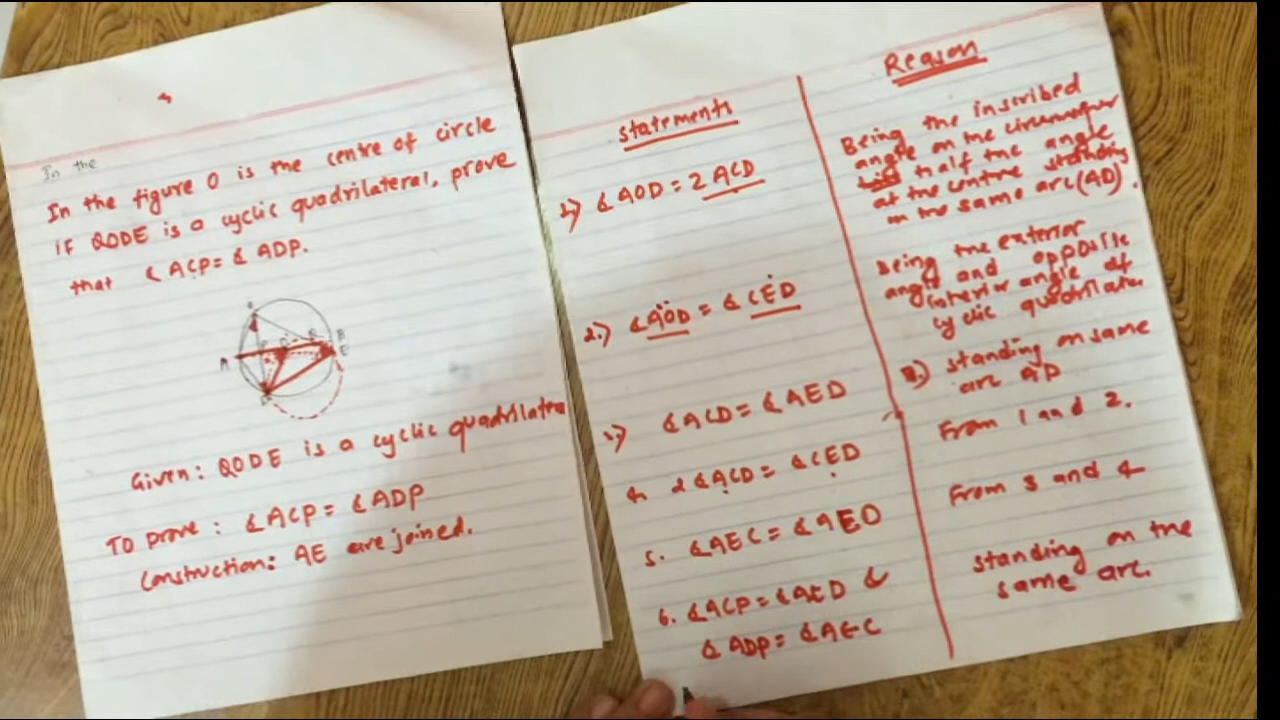 In the
In the figure O is the centre of circle
if QODE is a cyclic quadrilateral, prove
that ∠ACP = ∠ADP.
A
E
Given: QODE is a cyclic quadrilateral
To prove: ∠ACP = ∠ADP
Construction: AE are joined.
statements
1.) ∠AOD = 2 ACD
2.) ∠AOD = ∠CED
3.) ∠ACD = ∠AED
4. 2∠ACD = ∠CED
5. ∠AEC = ∠AED
6. ∠ACP = ∠AED &
∠ADP = ∠AEC
Reason
Being the inscribed
angle on the circumference
half the angle
at the centre standing
on the same arc (AD).
Being the exterior
angle and opposite
interior angle of
cyclic quadrilateral
3.) standing on same
arc AD
From 1 and 2.
From 3 and 4
standing on the
same arc.